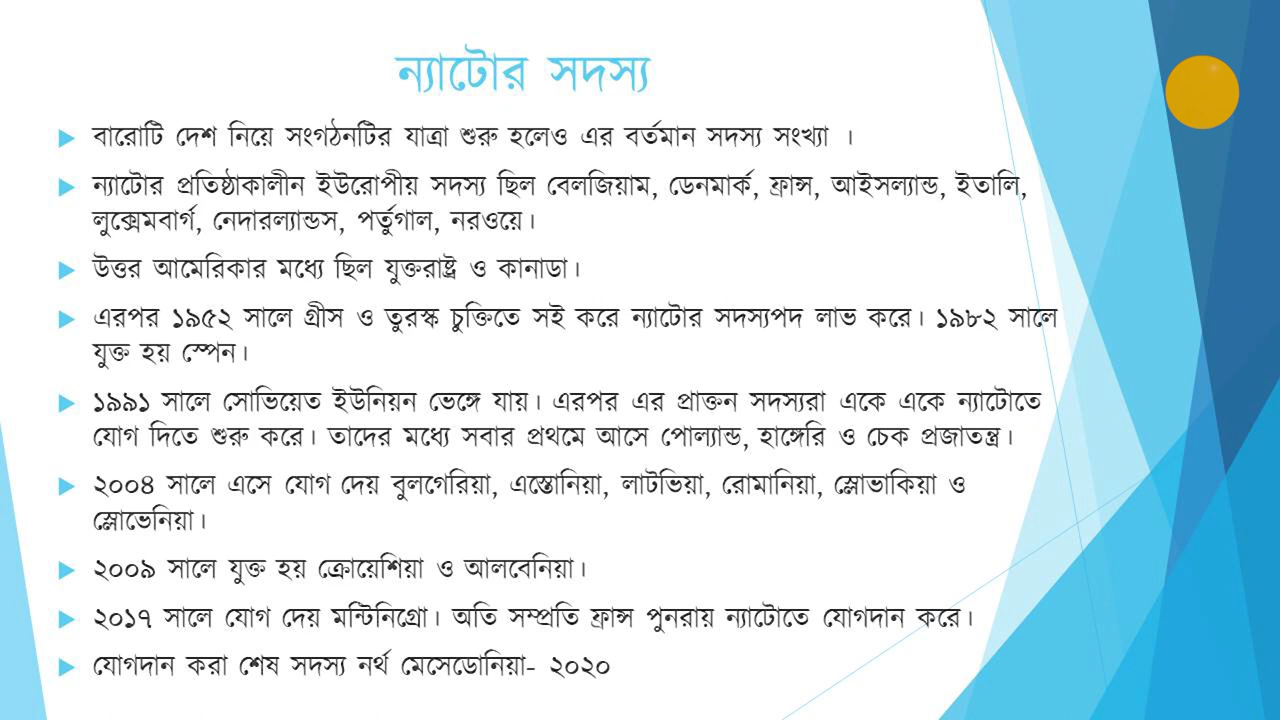 ন্যাটোর সদস্য
বারোটি দেশ নিয়ে সংগঠনটির যাত্রা শুরু হলেও এর বর্তমান সদস্য সংখ্যা ।
ন্যাটোর প্রতিষ্ঠাকালীন ইউরোপীয় সদস্য ছিল বেলজিয়াম, ডেনমার্ক, ফ্রান্স, আইসল্যান্ড, ইতালি,
লুক্সেমবার্গ, নেদারল্যান্ডস, পর্তুগাল, নরওয়ে।
উত্তর আমেরিকার মধ্যে ছিল যুক্তরাষ্ট্র ও কানাডা।
এরপর ১৯৫২ সালে গ্রীস ও তুরস্ক চুক্তিতে সই করে ন্যাটোর সদস্যপদ লাভ করে। ১৯৮২ সালে
যুক্ত হয় স্পেন।
১৯৯১ সালে সোভিয়েত ইউনিয়ন ভেঙ্গে যায়। এরপর এর প্রাক্তন সদস্যরা একে একে ন্যাটোতে
যোগ দিতে শুরু করে। তাদের মধ্যে সবার প্রথমে আসে পোল্যান্ড, হাঙ্গেরি ও চেক প্রজাতন্ত্র।
২০০৪ সালে এসে যোগ দেয় বুলগেরিয়া, এস্তোনিয়া, লাটভিয়া, রোমানিয়া, স্লোভাকিয়া ও
স্লোভেনিয়া।
২০০৯ সালে যুক্ত হয় ক্রোয়েশিয়া ও আলবেনিয়া।
২০১৭ সালে যোগ দেয় মন্টিনিগ্রো। অতি সম্প্রতি ফ্রান্স পুনরায় ন্যাটোতে যোগদান করে।
যোগদান করা শেষ সদস্য নর্থ মেসেডোনিয়া- ২০২০